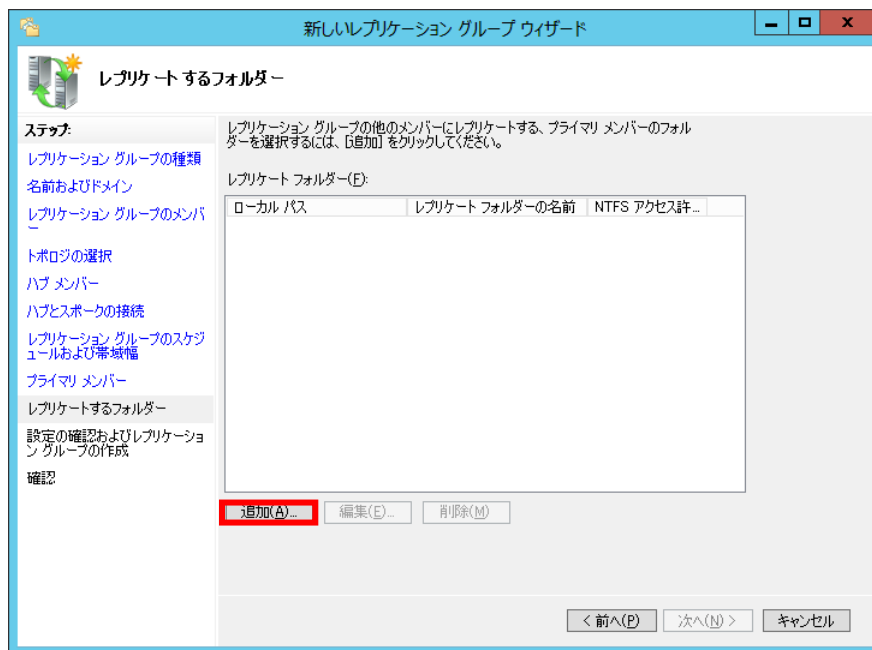 新しいレプリケーション グループ ウィザード
レプリケートするフォルダー
ステップ:
レプリケーション グループの種類
名前およびドメイン
レプリケーション グループのメンバ
ー
トポロジの選択
ハブ メンバー
ハブとスポークの接続
レプリケーション グループのスケジ
ュールおよび帯域幅
プライマリ メンバー
レプリケートするフォルダー
設定の確認およびレプリケーショ
ン グループの作成
確認
レプリケーション グループの他のメンバーにレプリケートする、プライマリ メンバーのフォル
ダーを選択するには、[追加] をクリックしてください。
レプリケート フォルダー(F):
ローカル パス レプリケート フォルダーの名前 NTFS アクセス許...
追加(A)... 編集(E)... 削除(M)
< 前へ(P) 次へ(N) > キャンセル